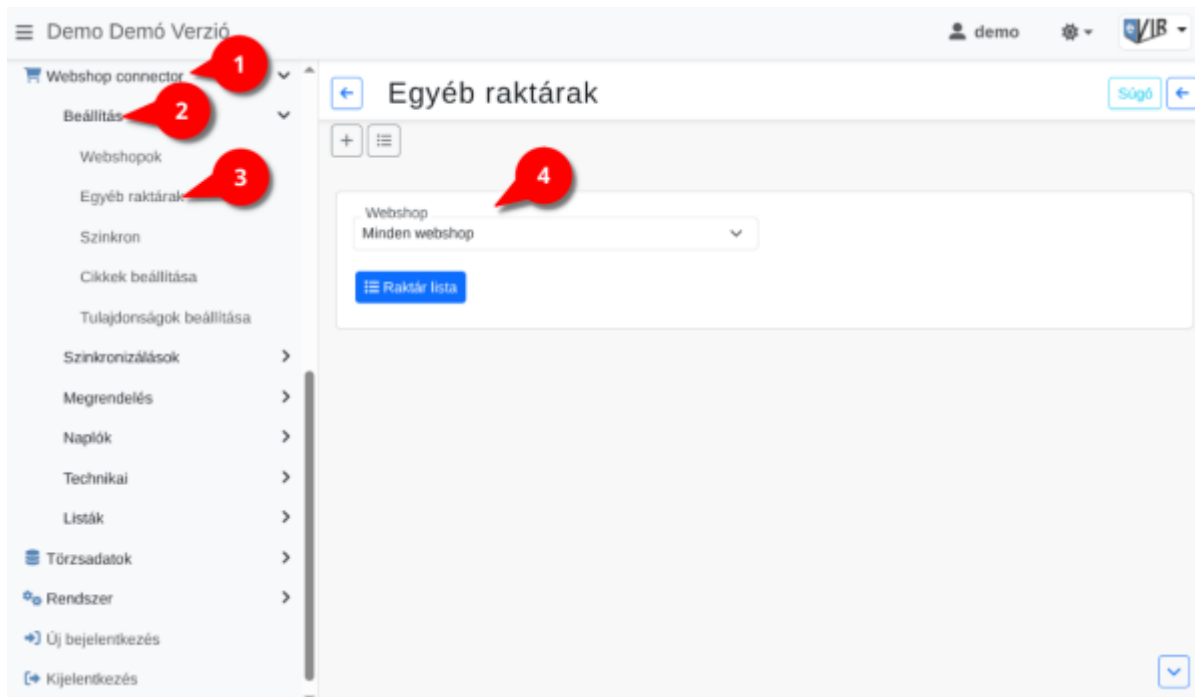 Demo Demó Verzió
demo
eVIR
Webshop connector
1
Beállítás
2
Webshopok
Egyéb raktárak
3
Szinkron
Cikkek beállítása
Tulajdonságok beállítása
Szinkronizálások
Megrendelés
Naplók
Technikai
Listák
Törzsadatok
Rendszer
Új bejelentkezés
Kijelentkezés
Egyéb raktárak
Súgó
4
Webshop
Minden webshop
Raktár lista